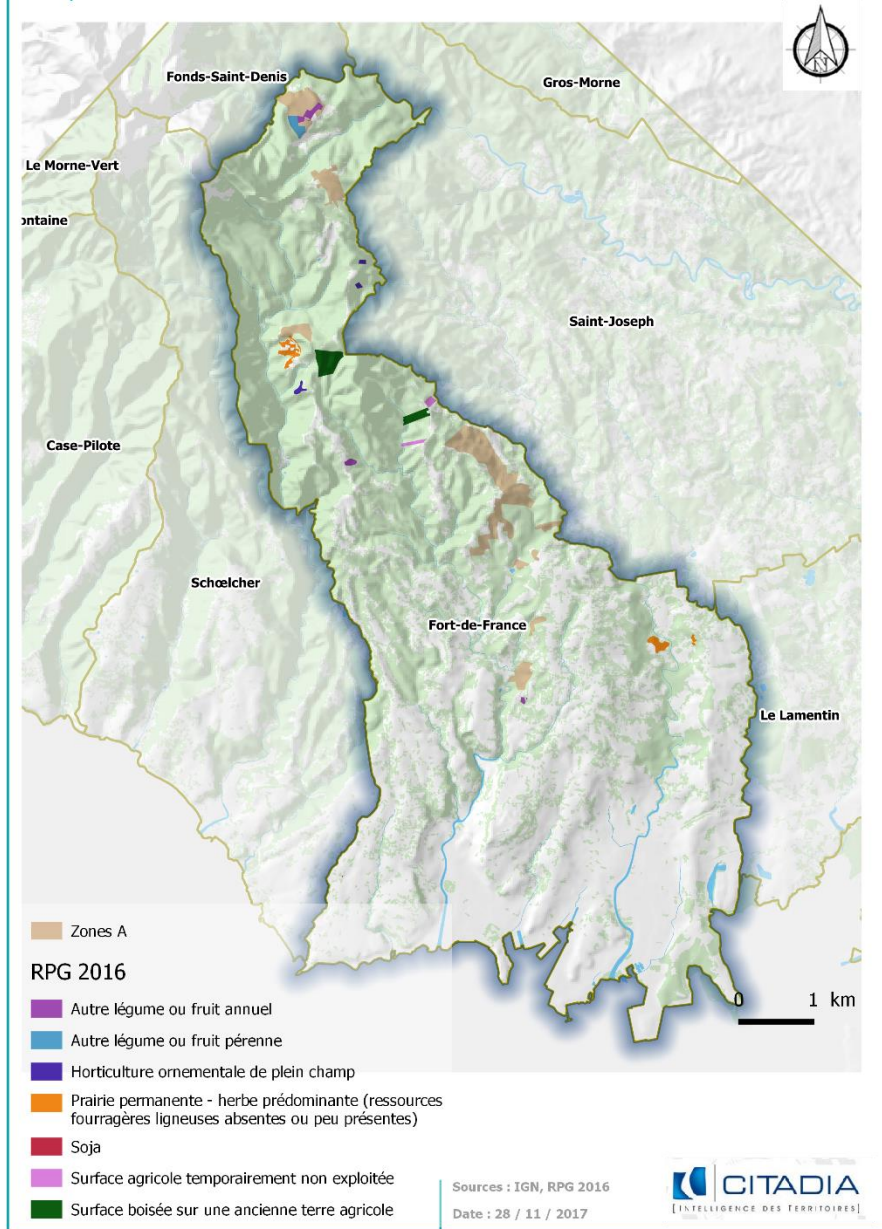 N
Fonds-Saint-Denis
Gros-Morne
Le Morne-Vert
ontaine
Saint-Joseph
Case-Pilote
Schœlcher
Fort-de-France
Le Lamentin
Zones A
RPG 2016
0 1 km
Autre légume ou fruit annuel
Autre légume ou fruit pérenne
Horticulture ornementale de plein champ
Prairie permanente - herbe prédominante (ressources
fourragères ligneuses absentes ou peu présentes)
Soja
Surface agricole temporairement non exploitée
Surface boisée sur une ancienne terre agricole
Sources : IGN, RPG 2016
Date : 28 / 11 / 2017
CITADIA
[INTELLIGENCE DES TERRITOIRES]